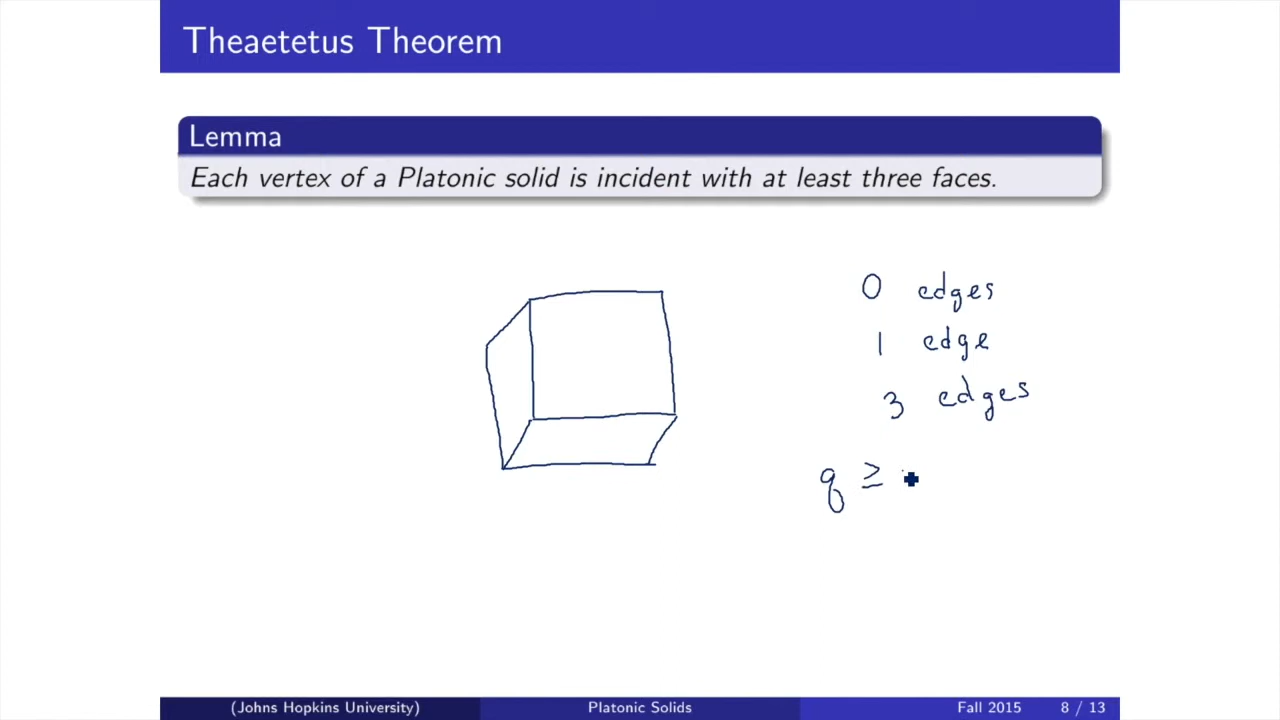 Theaetetus Theorem
Lemma
Each vertex of a Platonic solid is incident with at least three faces.
0 edges
1 edge
3 edges
q ≥
(Johns Hopkins University) Platonic Solids Fall 2015 8 / 13